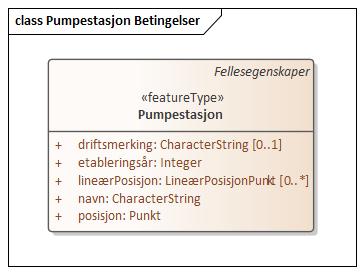 class Pumpestasjon Betingelser
Fellesegenskaper
«featureType»
Pumpestasjon
+ driftsmerking: CharacterString [0..1]
+ etableringsår: Integer
+ lineærPosisjon: LineærPosisjonPunkt [0..*]
+ navn: CharacterString
+ posisjon: Punkt